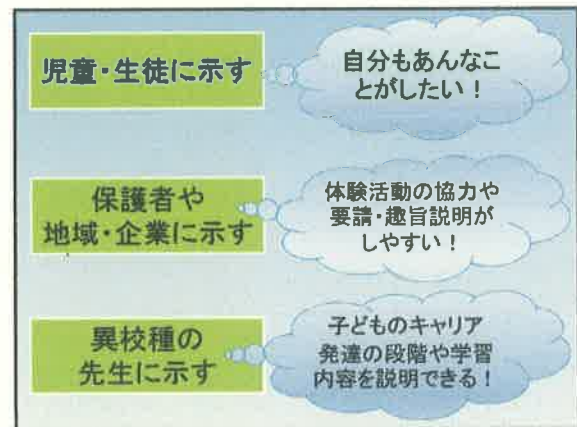 児童・生徒に示す
自分もあんなこ
とがしたい！
保護者や
地域・企業に示す
体験活動の協力や
要請・趣旨説明が
しやすい！
異校種の
先生に示す
子どものキャリア
発達の段階や学習
内容を説明できる！